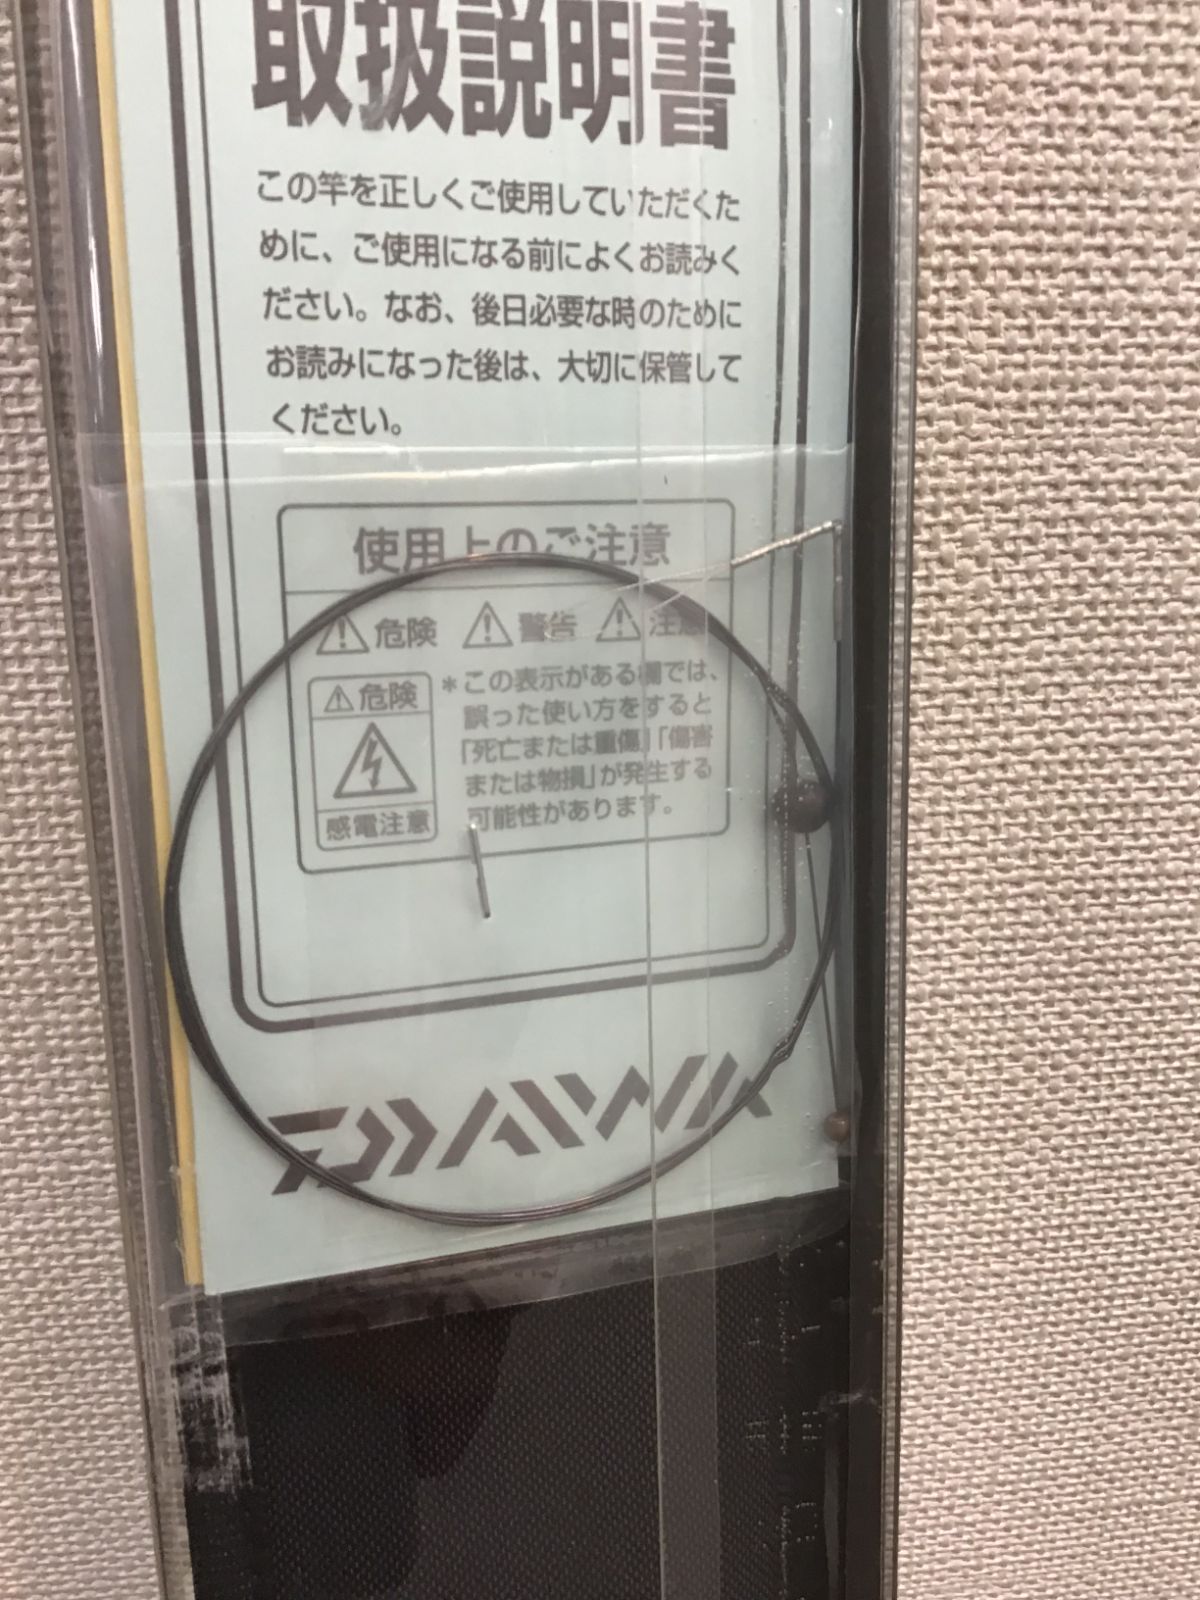 取扱説明書
この竿を正しくご使用していただくた
めに、ご使用になる前によくお読みく
ださい。なお、後日必要な時のために
お読みになった後は、大切に保管して
ください。
使用上のご注意
危険 警告 注意
危険
感電注意
＊この表示がある欄では、
誤った使い方をすると
「死亡または重傷」「傷害
または物損」が発生する
可能性があります。
DAIWA